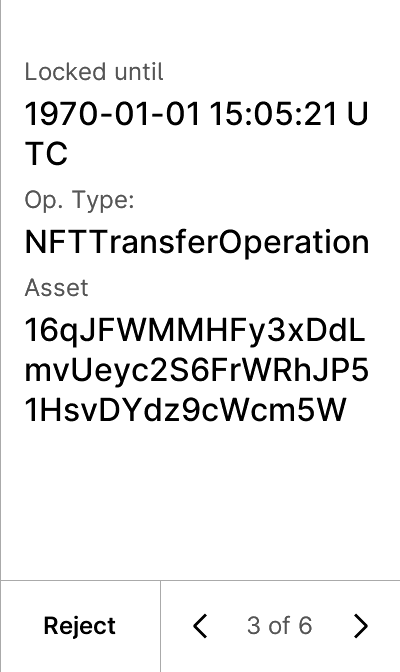 Locked until
1970-01-01 15:05:21 U
TC
Op. Type:
NFTTransferOperation
Asset
16qJFWMMHFy3xDdL
mvUeyc2S6FrWRhJP5
1HsvDYdz9cWcm5W
Reject
3 of 6